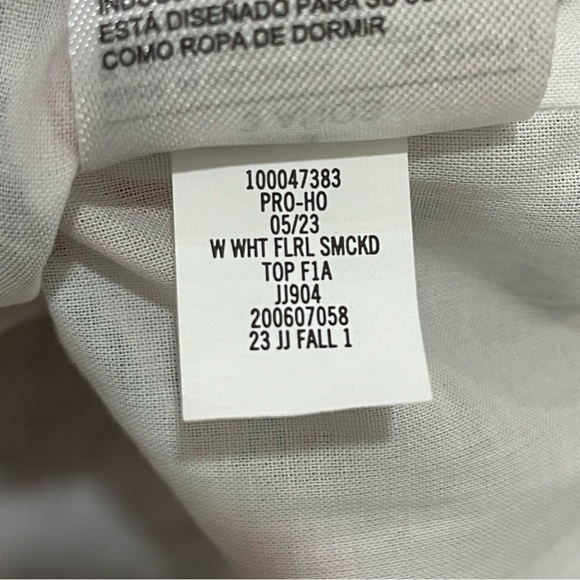 ESTÁ DISEÑADO PARA SU
COMO ROPA DE DORMIR
100047383
PRO-HO
05/23
W WHT FLRL SMCKD
TOP F1A
JJ904
200607058
23 JJ FALL 1